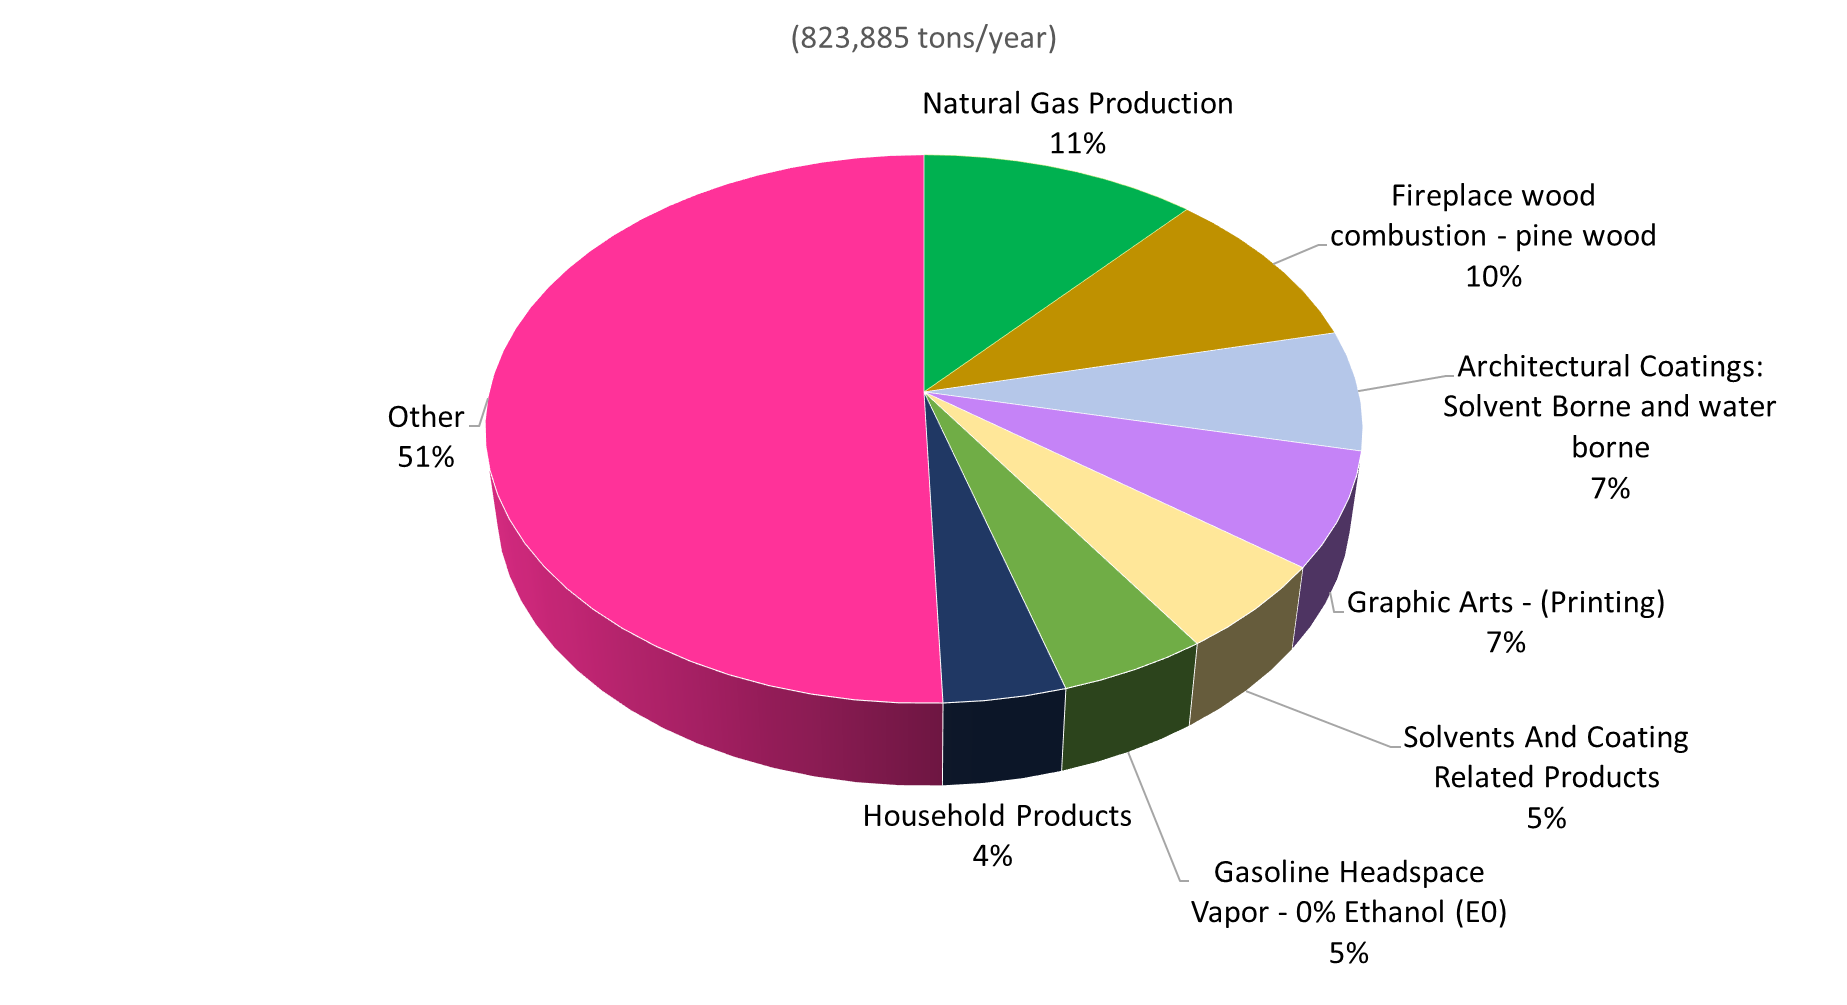 (823,885 tons/year)
Natural Gas Production
11%
Fireplace wood
combustion - pine wood
10%
Architectural Coatings:
Solvent Borne and water
borne
7%
Graphic Arts - (Printing)
7%
Solvents And Coating
Related Products
5%
Gasoline Headspace
Vapor - 0% Ethanol (E0)
5%
Household Products
4%
Other
51%